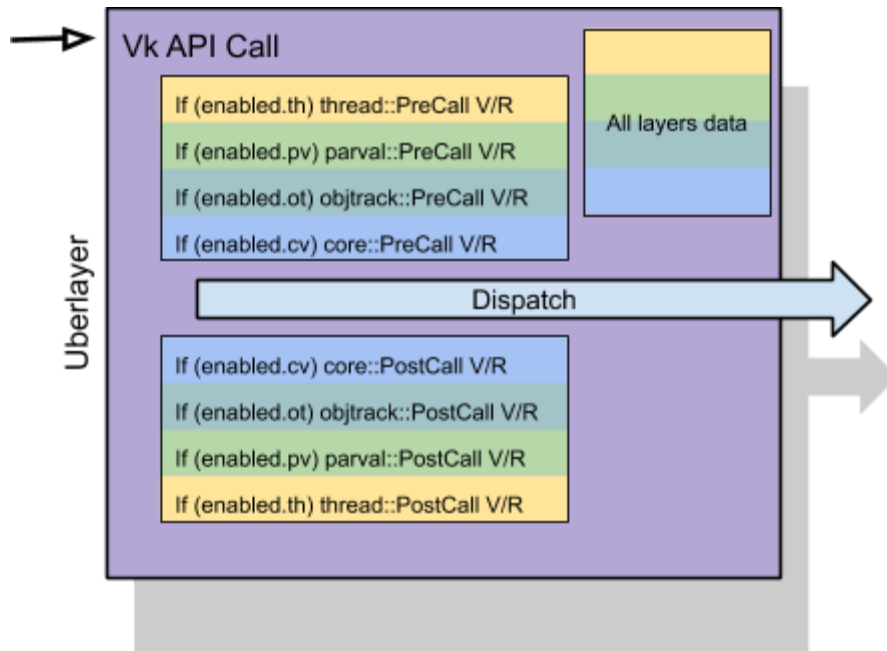 Vk API Call
If (enabled.th) thread::PreCall V/R
If (enabled.pv) parval::PreCall V/R
If (enabled.ot) objtrack::PreCall V/R
If (enabled.cv) core::PreCall V/R
All layers data
Uberlayer
Dispatch
If (enabled.cv) core::PostCall V/R
If (enabled.ot) objtrack::PostCall V/R
If (enabled.pv) parval::PostCall V/R
If (enabled.th) thread::PostCall V/R